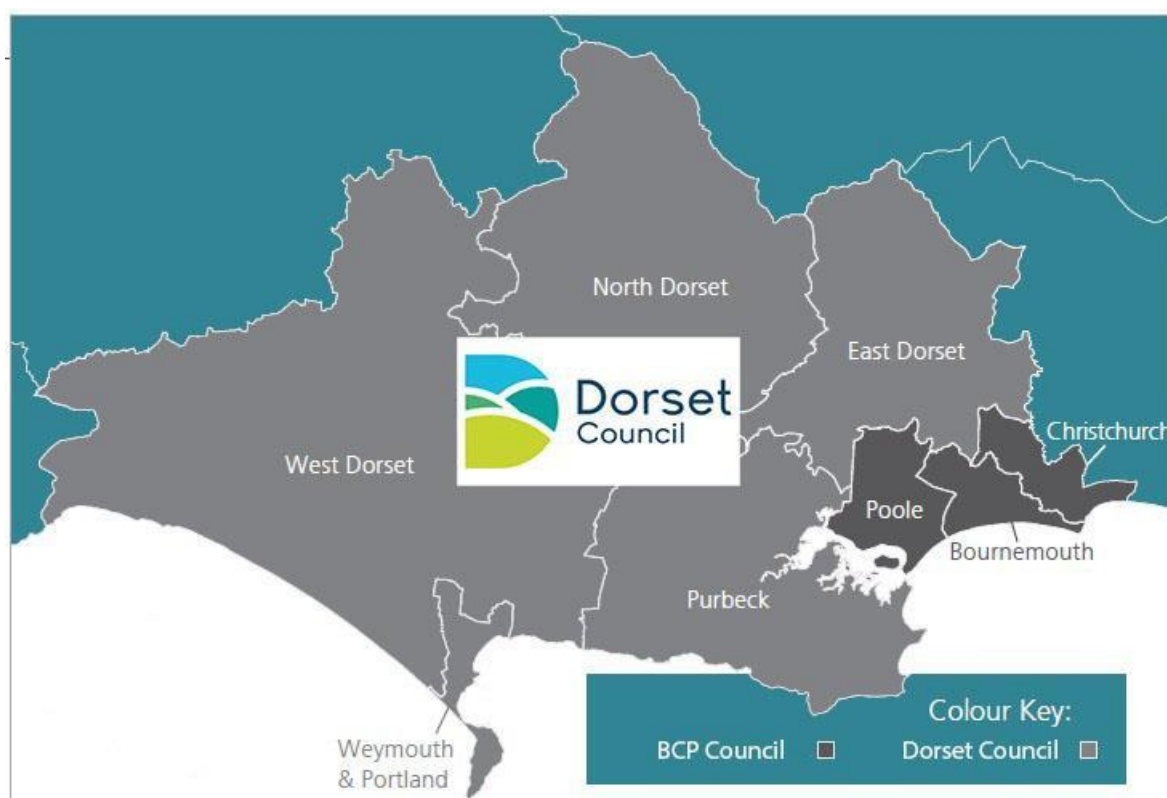 North Dorset
East Dorset
Dorset
Council
Christchurch
West Dorset
Poole
Bournemouth
Purbeck
Colour Key:
BCP Council
Dorset Council
Weymouth
& Portland